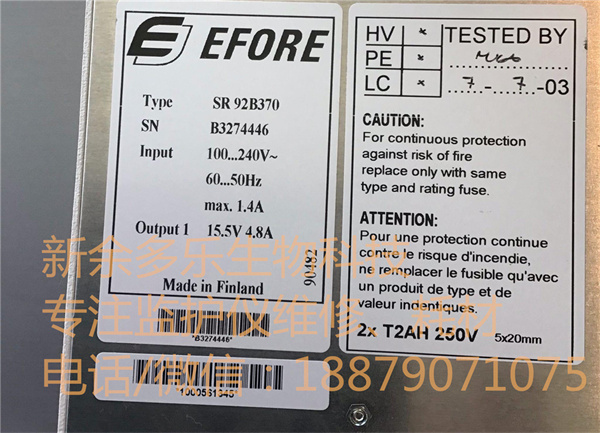 EFORE
Type SR 92B370
SN B3274446
Input 100...240V~
60...50Hz
max. 1.4A
Output 1 15.5V 4.8A
90482
Made in Finland
*B3274446*
HV * TESTED BY
PE *
LC * 7.-7.-03
CAUTION:
For continuous protection
against risk of fire
replace only with same
type and rating fuse.
ATTENTION:
Pour une protection continue
contre le risque d'incendie,
ne remplacer le fusible qu'avec
un produit de type et de
valeur indentiques.
2x T2AH 250V 5x20mm
新余多乐生物科技
专注监护仪维修、耗材
电话/微信：18879071075